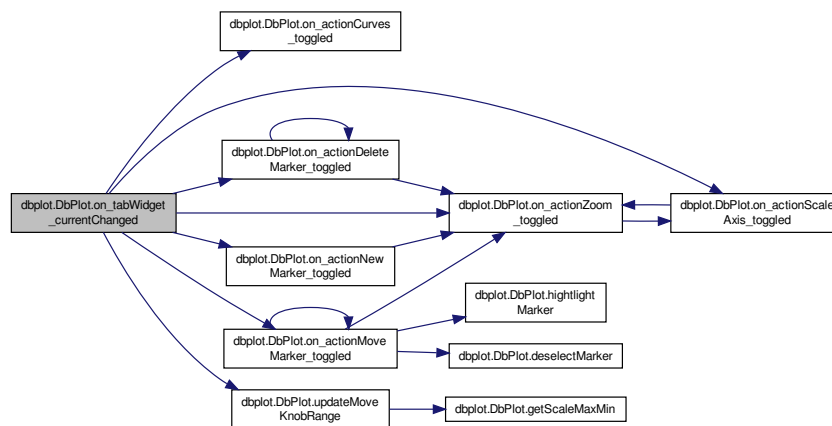 dbplot.DbPlot.on_actionCurves
_toggled
dbplot.DbPlot.on_actionDelete
Marker_toggled
dbplot.DbPlot.on_tabWidget
_currentChanged
dbplot.DbPlot.on_actionZoom
_toggled
dbplot.DbPlot.on_actionScale
Axis_toggled
dbplot.DbPlot.on_actionNew
Marker_toggled
dbplot.DbPlot.hightlight
Marker
dbplot.DbPlot.on_actionMove
Marker_toggled
dbplot.DbPlot.deselectMarker
dbplot.DbPlot.updateMove
KnobRange
dbplot.DbPlot.getScaleMaxMin